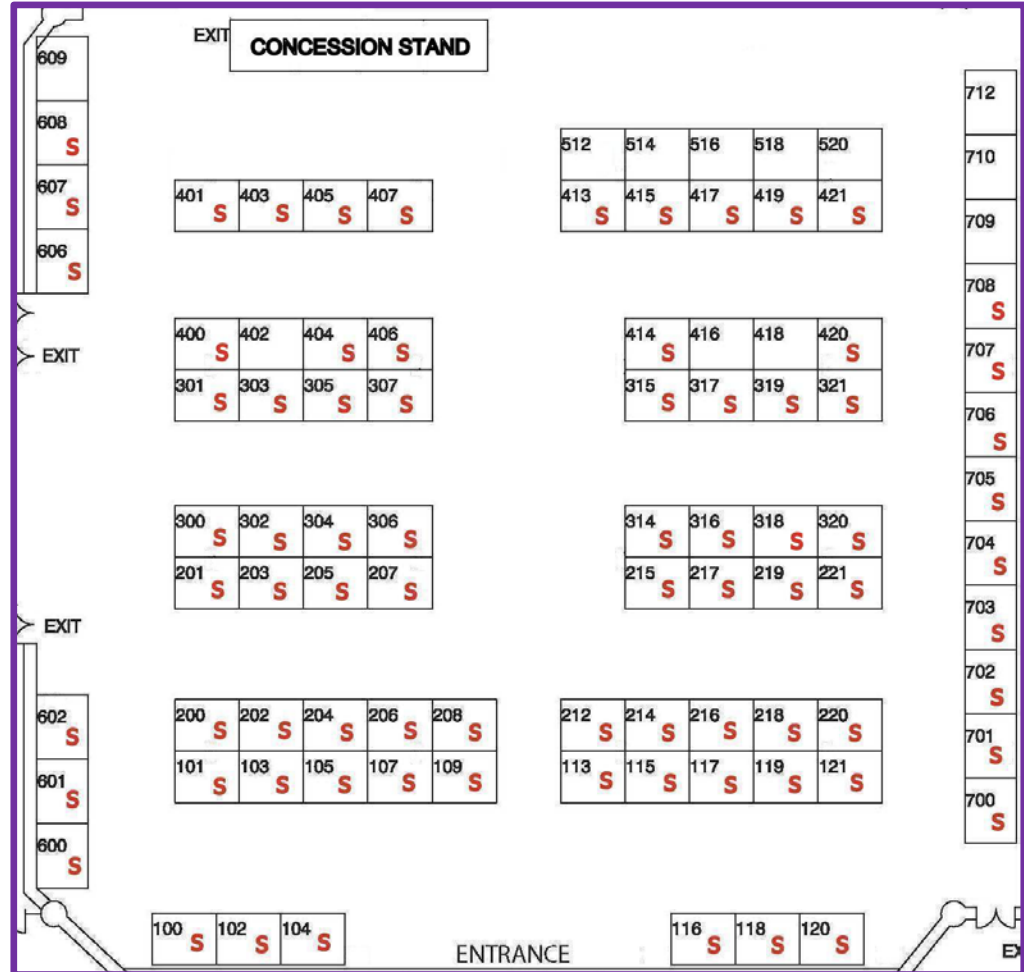 EXIT
CONCESSION STAND
609
608 S
607 S
606 S
712
710
709
708 S
707 S
706 S
705 S
704 S
703 S
702 S
701 S
700 S
512 514 516 518 520
413 S 415 S 417 S 419 S 421 S
401 S 403 S 405 S 407 S
EXIT
400 S 402 404 S 406 S
301 S 303 S 305 S 307 S
414 S 416 418 420 S
315 S 317 S 319 S 321 S
300 S 302 S 304 S 306 S
201 S 203 S 205 S 207 S
314 S 316 S 318 S 320 S
215 S 217 S 219 S 221 S
EXIT
602 S
601 S
600 S
200 S 202 S 204 S 206 S 208 S
101 S 103 S 105 S 107 S 109 S
212 S 214 S 216 S 218 S 220 S
113 S 115 S 117 S 119 S 121 S
100 S 102 S 104 S
ENTRANCE
116 S 118 S 120 S